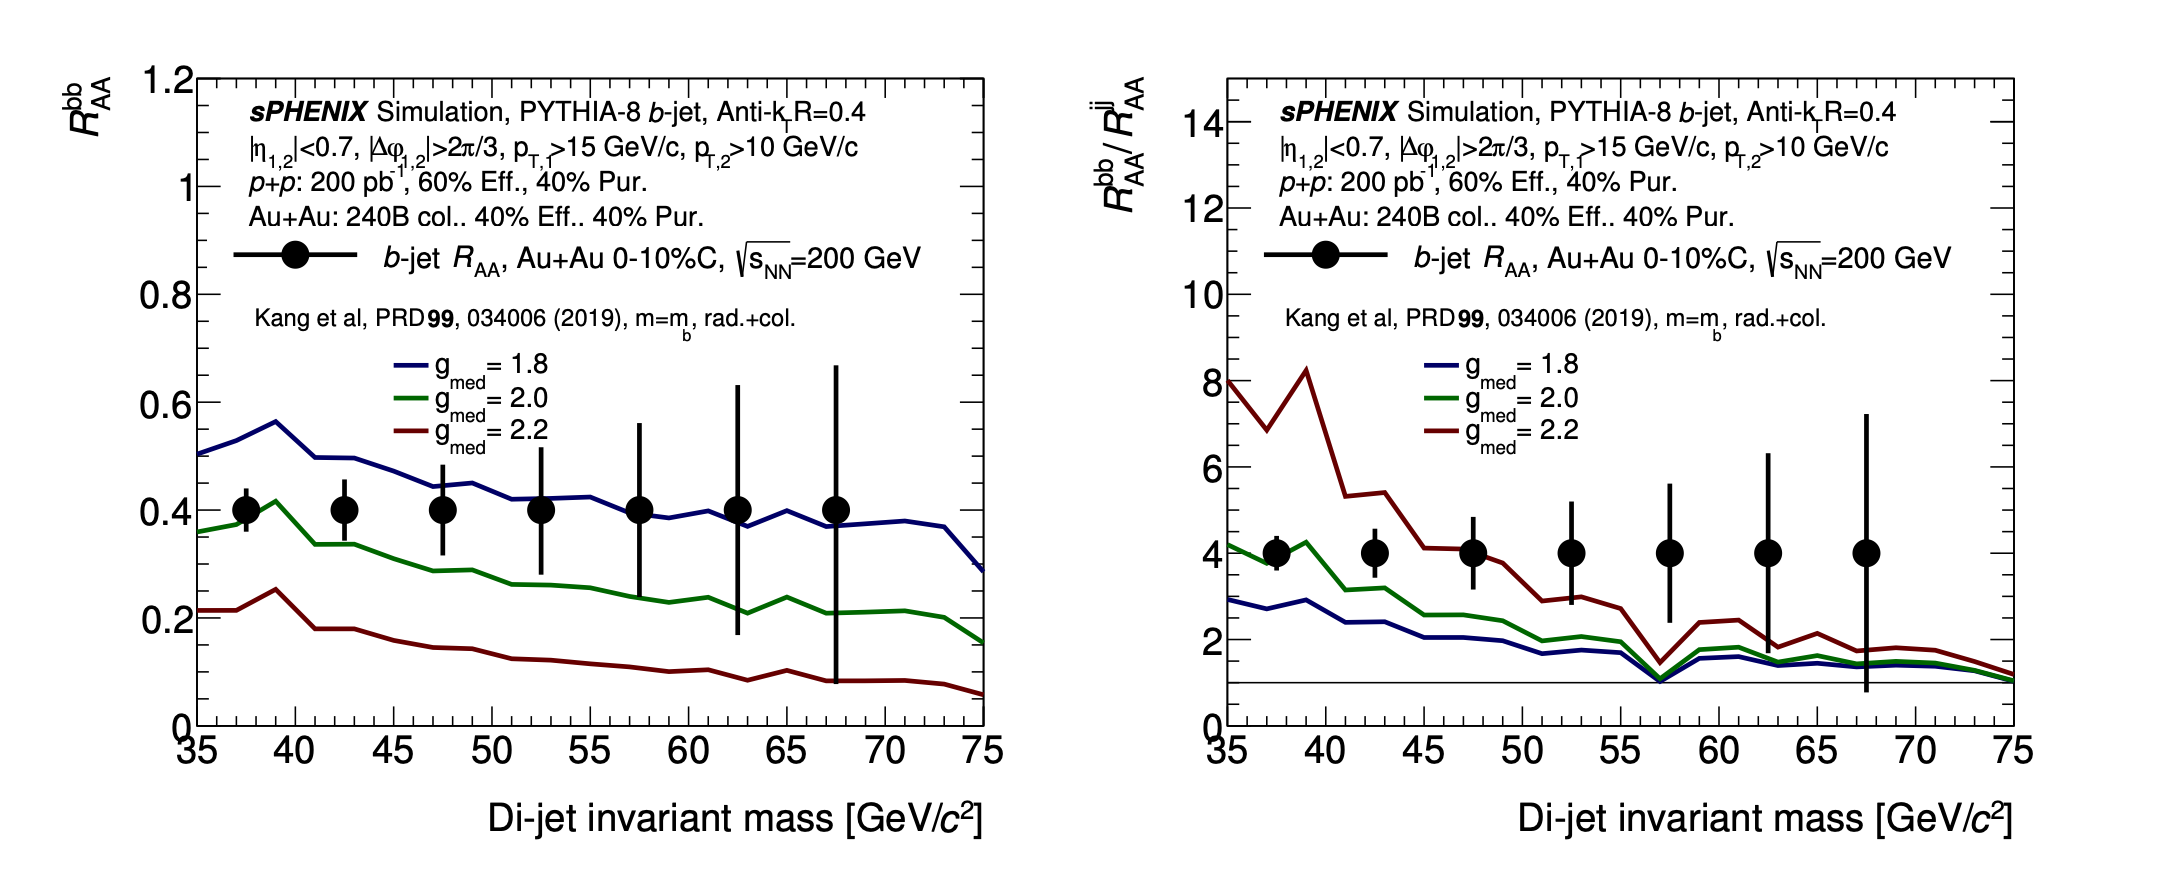 R^bb_AA
1.2
1
0.8
0.6
0.4
0.2
0
sPHENIX Simulation, PYTHIA-8 b-jet, Anti-k_T R=0.4
|η_1,2|<0.7, |Δφ_1,2|>2π/3, p_T,1>15 GeV/c, p_T,2>10 GeV/c
p+p: 200 pb^-1, 60% Eff., 40% Pur.
Au+Au: 240B col.. 40% Eff.. 40% Pur.
b-jet R_AA, Au+Au 0-10%C, √s_NN=200 GeV
Kang et al, PRD 99, 034006 (2019), m=m_b, rad.+col.
g_med = 1.8
g_med = 2.0
g_med = 2.2
35 40 45 50 55 60 65 70 75
Di-jet invariant mass [GeV/c²]
R^bb_AA / R^jj_AA
14
12
10
8
6
4
2
0
sPHENIX Simulation, PYTHIA-8 b-jet, Anti-k_T R=0.4
|η_1,2|<0.7, |Δφ_1,2|>2π/3, p_T,1>15 GeV/c, p_T,2>10 GeV/c
p+p: 200 pb^-1, 60% Eff., 40% Pur.
Au+Au: 240B col.. 40% Eff.. 40% Pur.
b-jet R_AA, Au+Au 0-10%C, √s_NN=200 GeV
Kang et al, PRD 99, 034006 (2019), m=m_b, rad.+col.
g_med = 1.8
g_med = 2.0
g_med = 2.2
35 40 45 50 55 60 65 70 75
Di-jet invariant mass [GeV/c²]